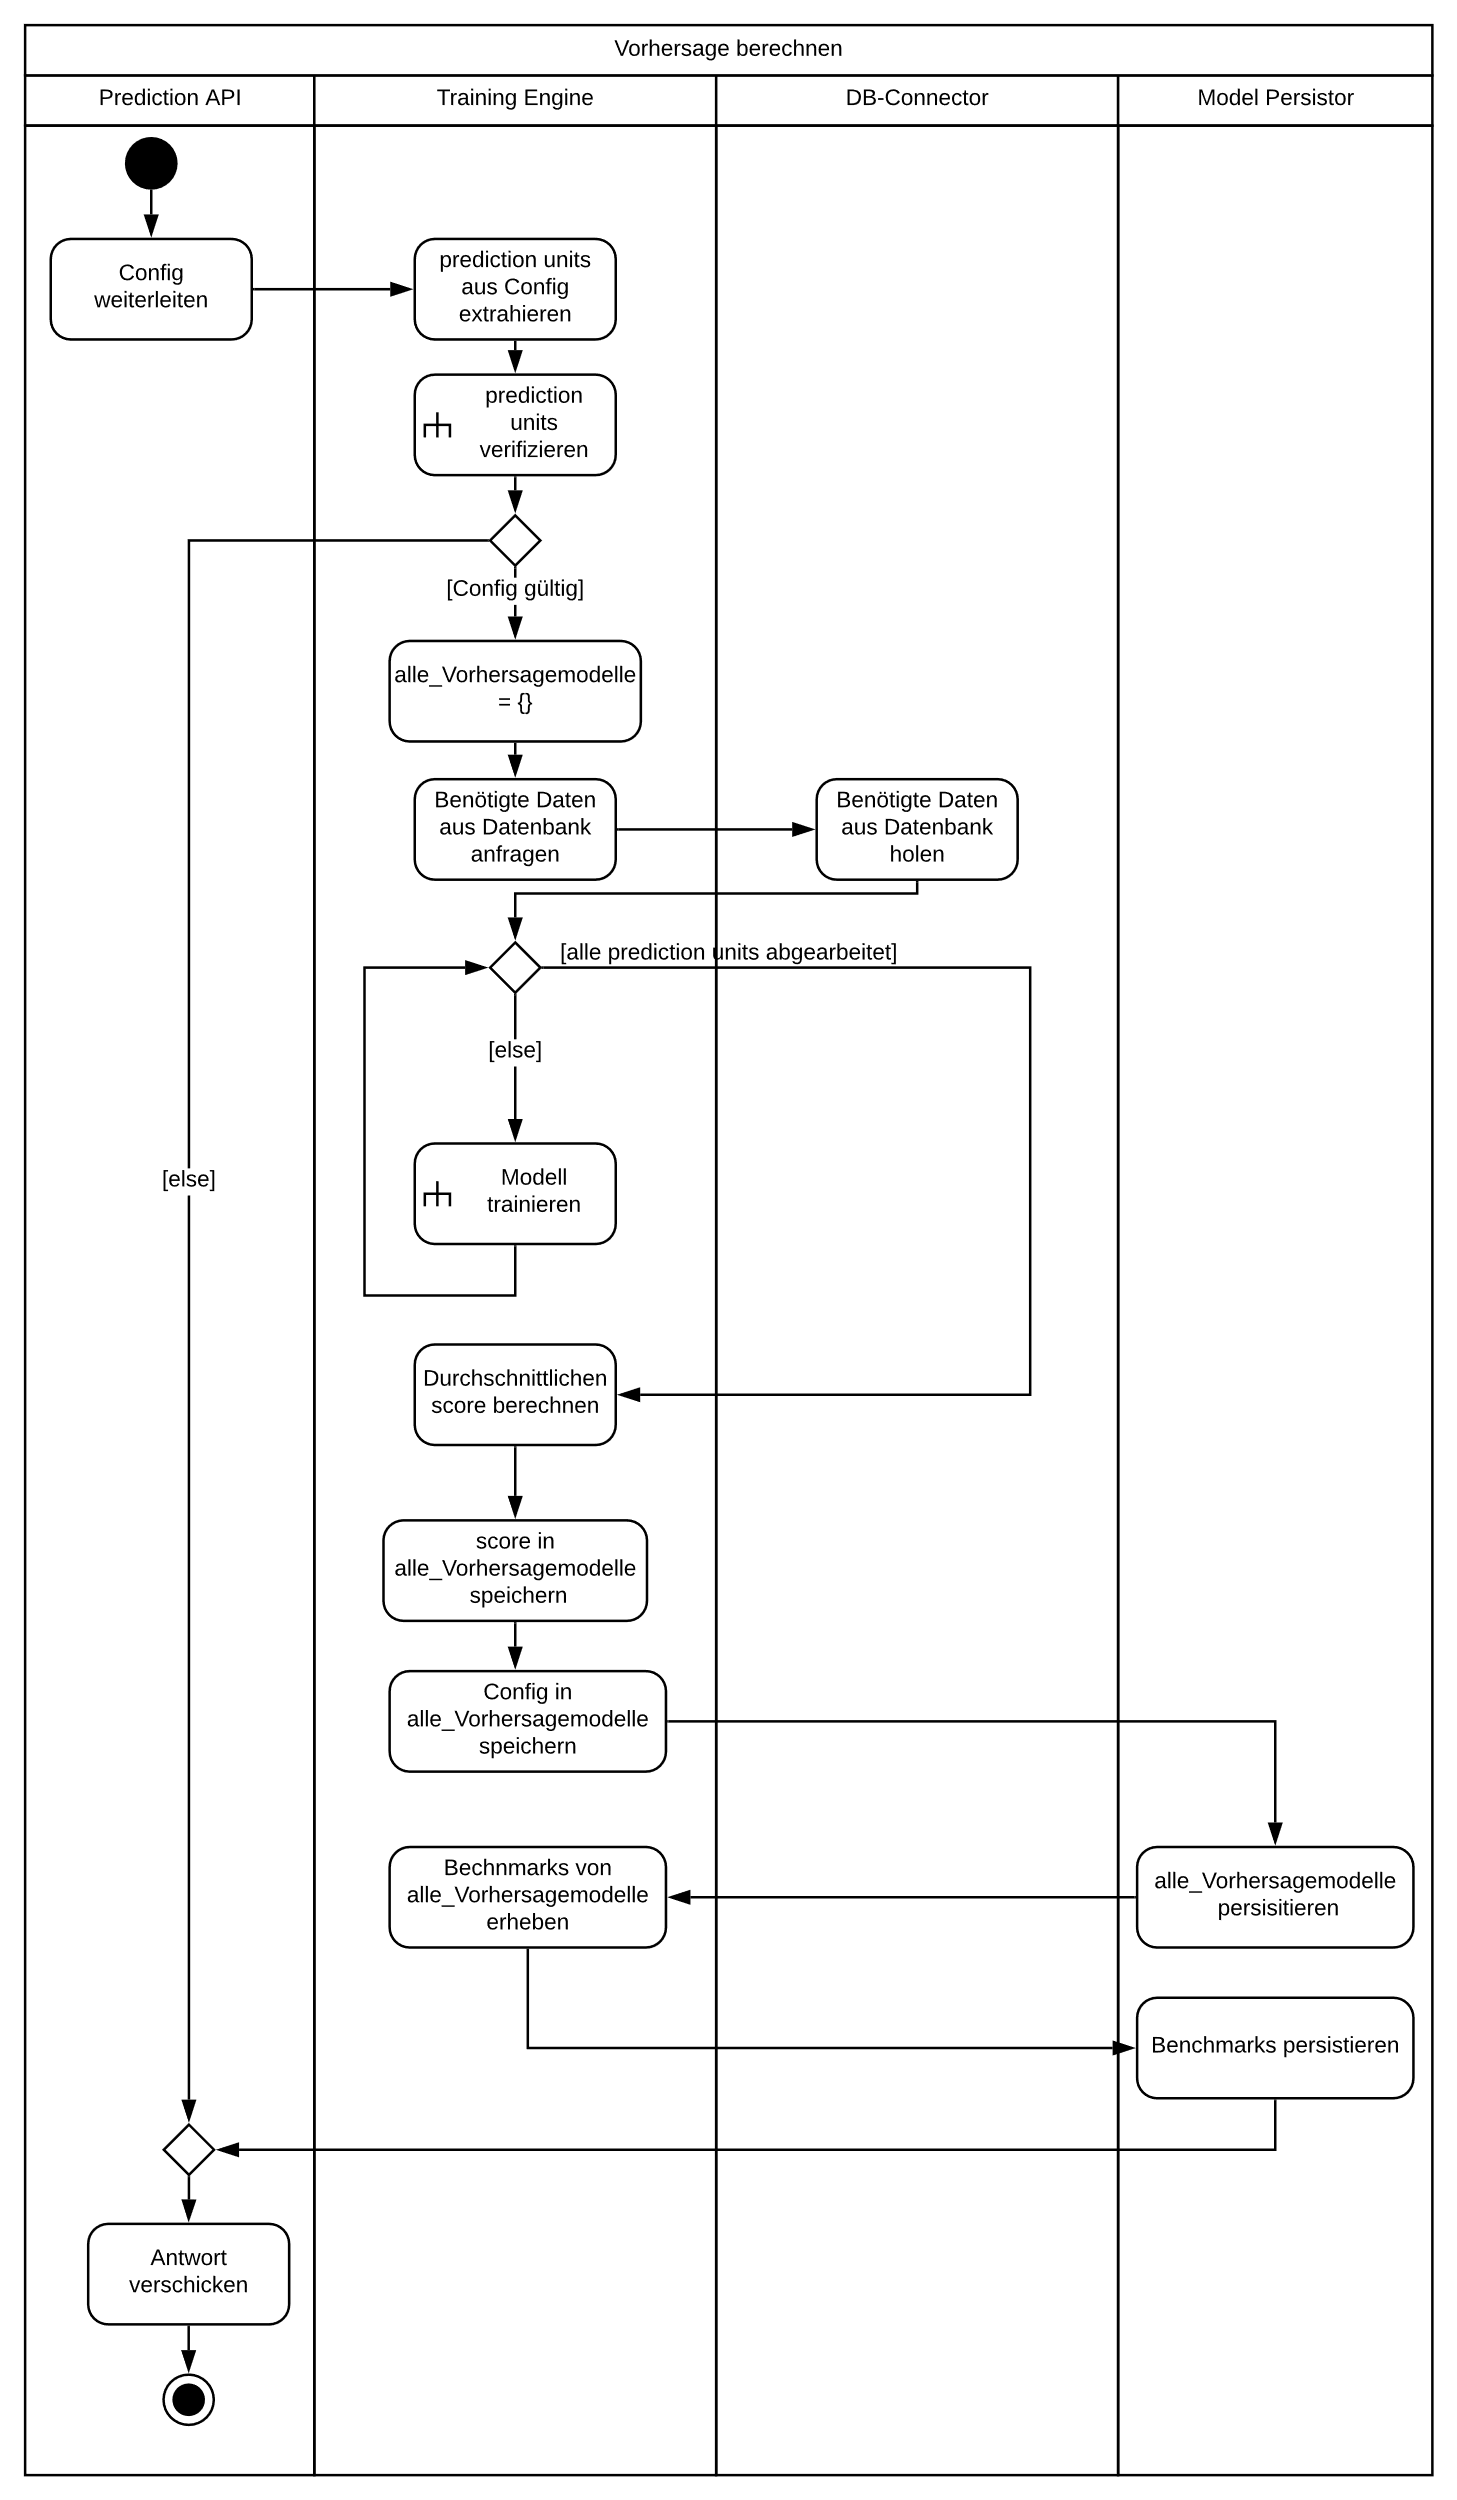 Vorhersage berechnen
Prediction API
Training Engine
DB-Connector
Model Persistor
Config
weiterleiten
prediction units
aus Config
extrahieren
prediction
units
verifizieren
[Config gültig]
alle_Vorhersagemodelle
= {}
Benötigte Daten
aus Datenbank
anfragen
Benötigte Daten
aus Datenbank
holen
[alle prediction units abgearbeitet]
[else]
Modell
trainieren
[else]
Durchschnittlichen
score berechnen
score in
alle_Vorhersagemodelle
speichern
Config in
alle_Vorhersagemodelle
speichern
Bechnmarks von
alle_Vorhersagemodelle
erheben
alle_Vorhersagemodelle
persisitieren
Benchmarks persistieren
Antwort
verschicken